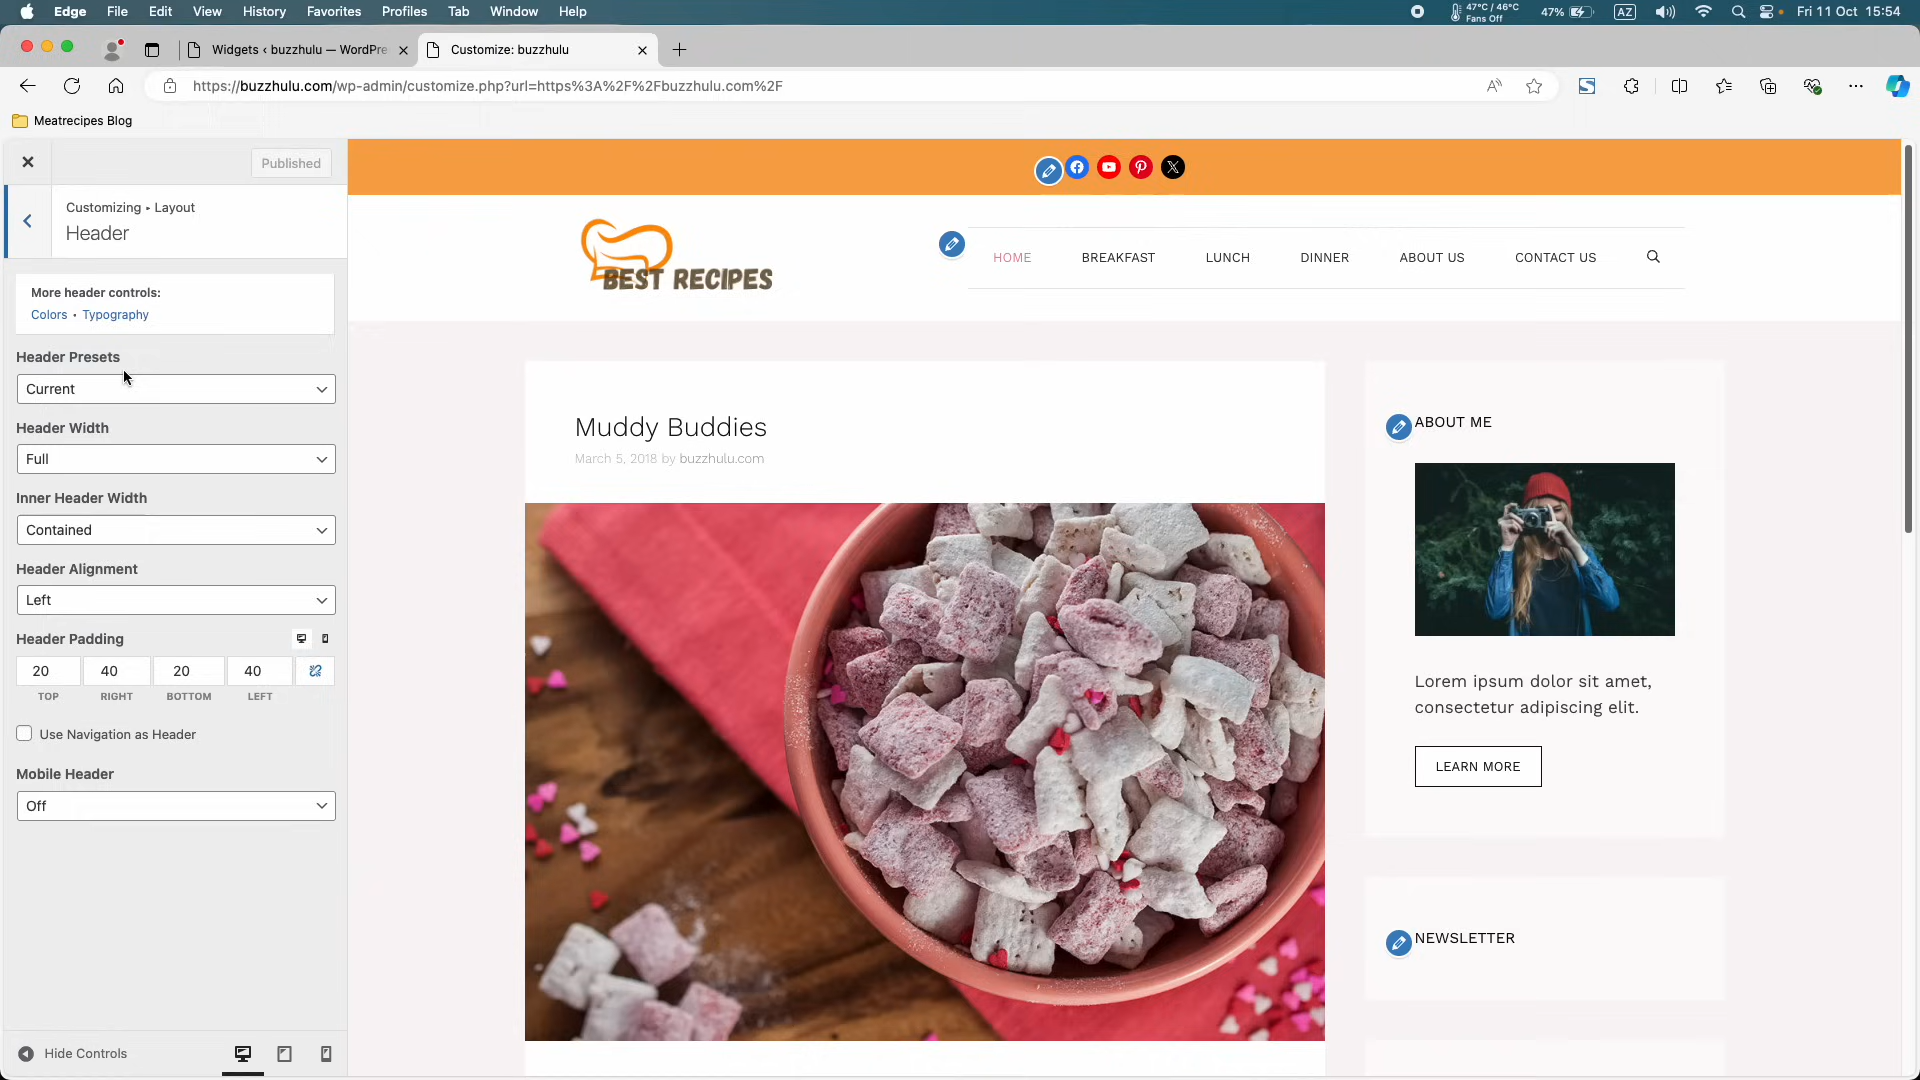 Edge File Edit View History Favorites Profiles Tab Window Help
47°C / 46°C
Fans Off
47%
AZ
Fri 11 Oct 15:54
Widgets ‹ buzzhulu — WordPre
Customize: buzzhulu
https://buzzhulu.com/wp-admin/customize.php?url=https%3A%2F%2Fbuzzhulu.com%2F
Meatrecipes Blog
Published
Customizing ▸ Layout
Header
More header controls:
Colors • Typography
Header Presets
Current
Header Width
Full
Inner Header Width
Contained
Header Alignment
Left
Header Padding
20 40 20 40
TOP RIGHT BOTTOM LEFT
Use Navigation as Header
Mobile Header
Off
Hide Controls
BEST RECIPES
HOME BREAKFAST LUNCH DINNER ABOUT US CONTACT US
Muddy Buddies
March 5, 2018 by buzzhulu.com
ABOUT ME
Lorem ipsum dolor sit amet,
consectetur adipiscing elit.
LEARN MORE
NEWSLETTER